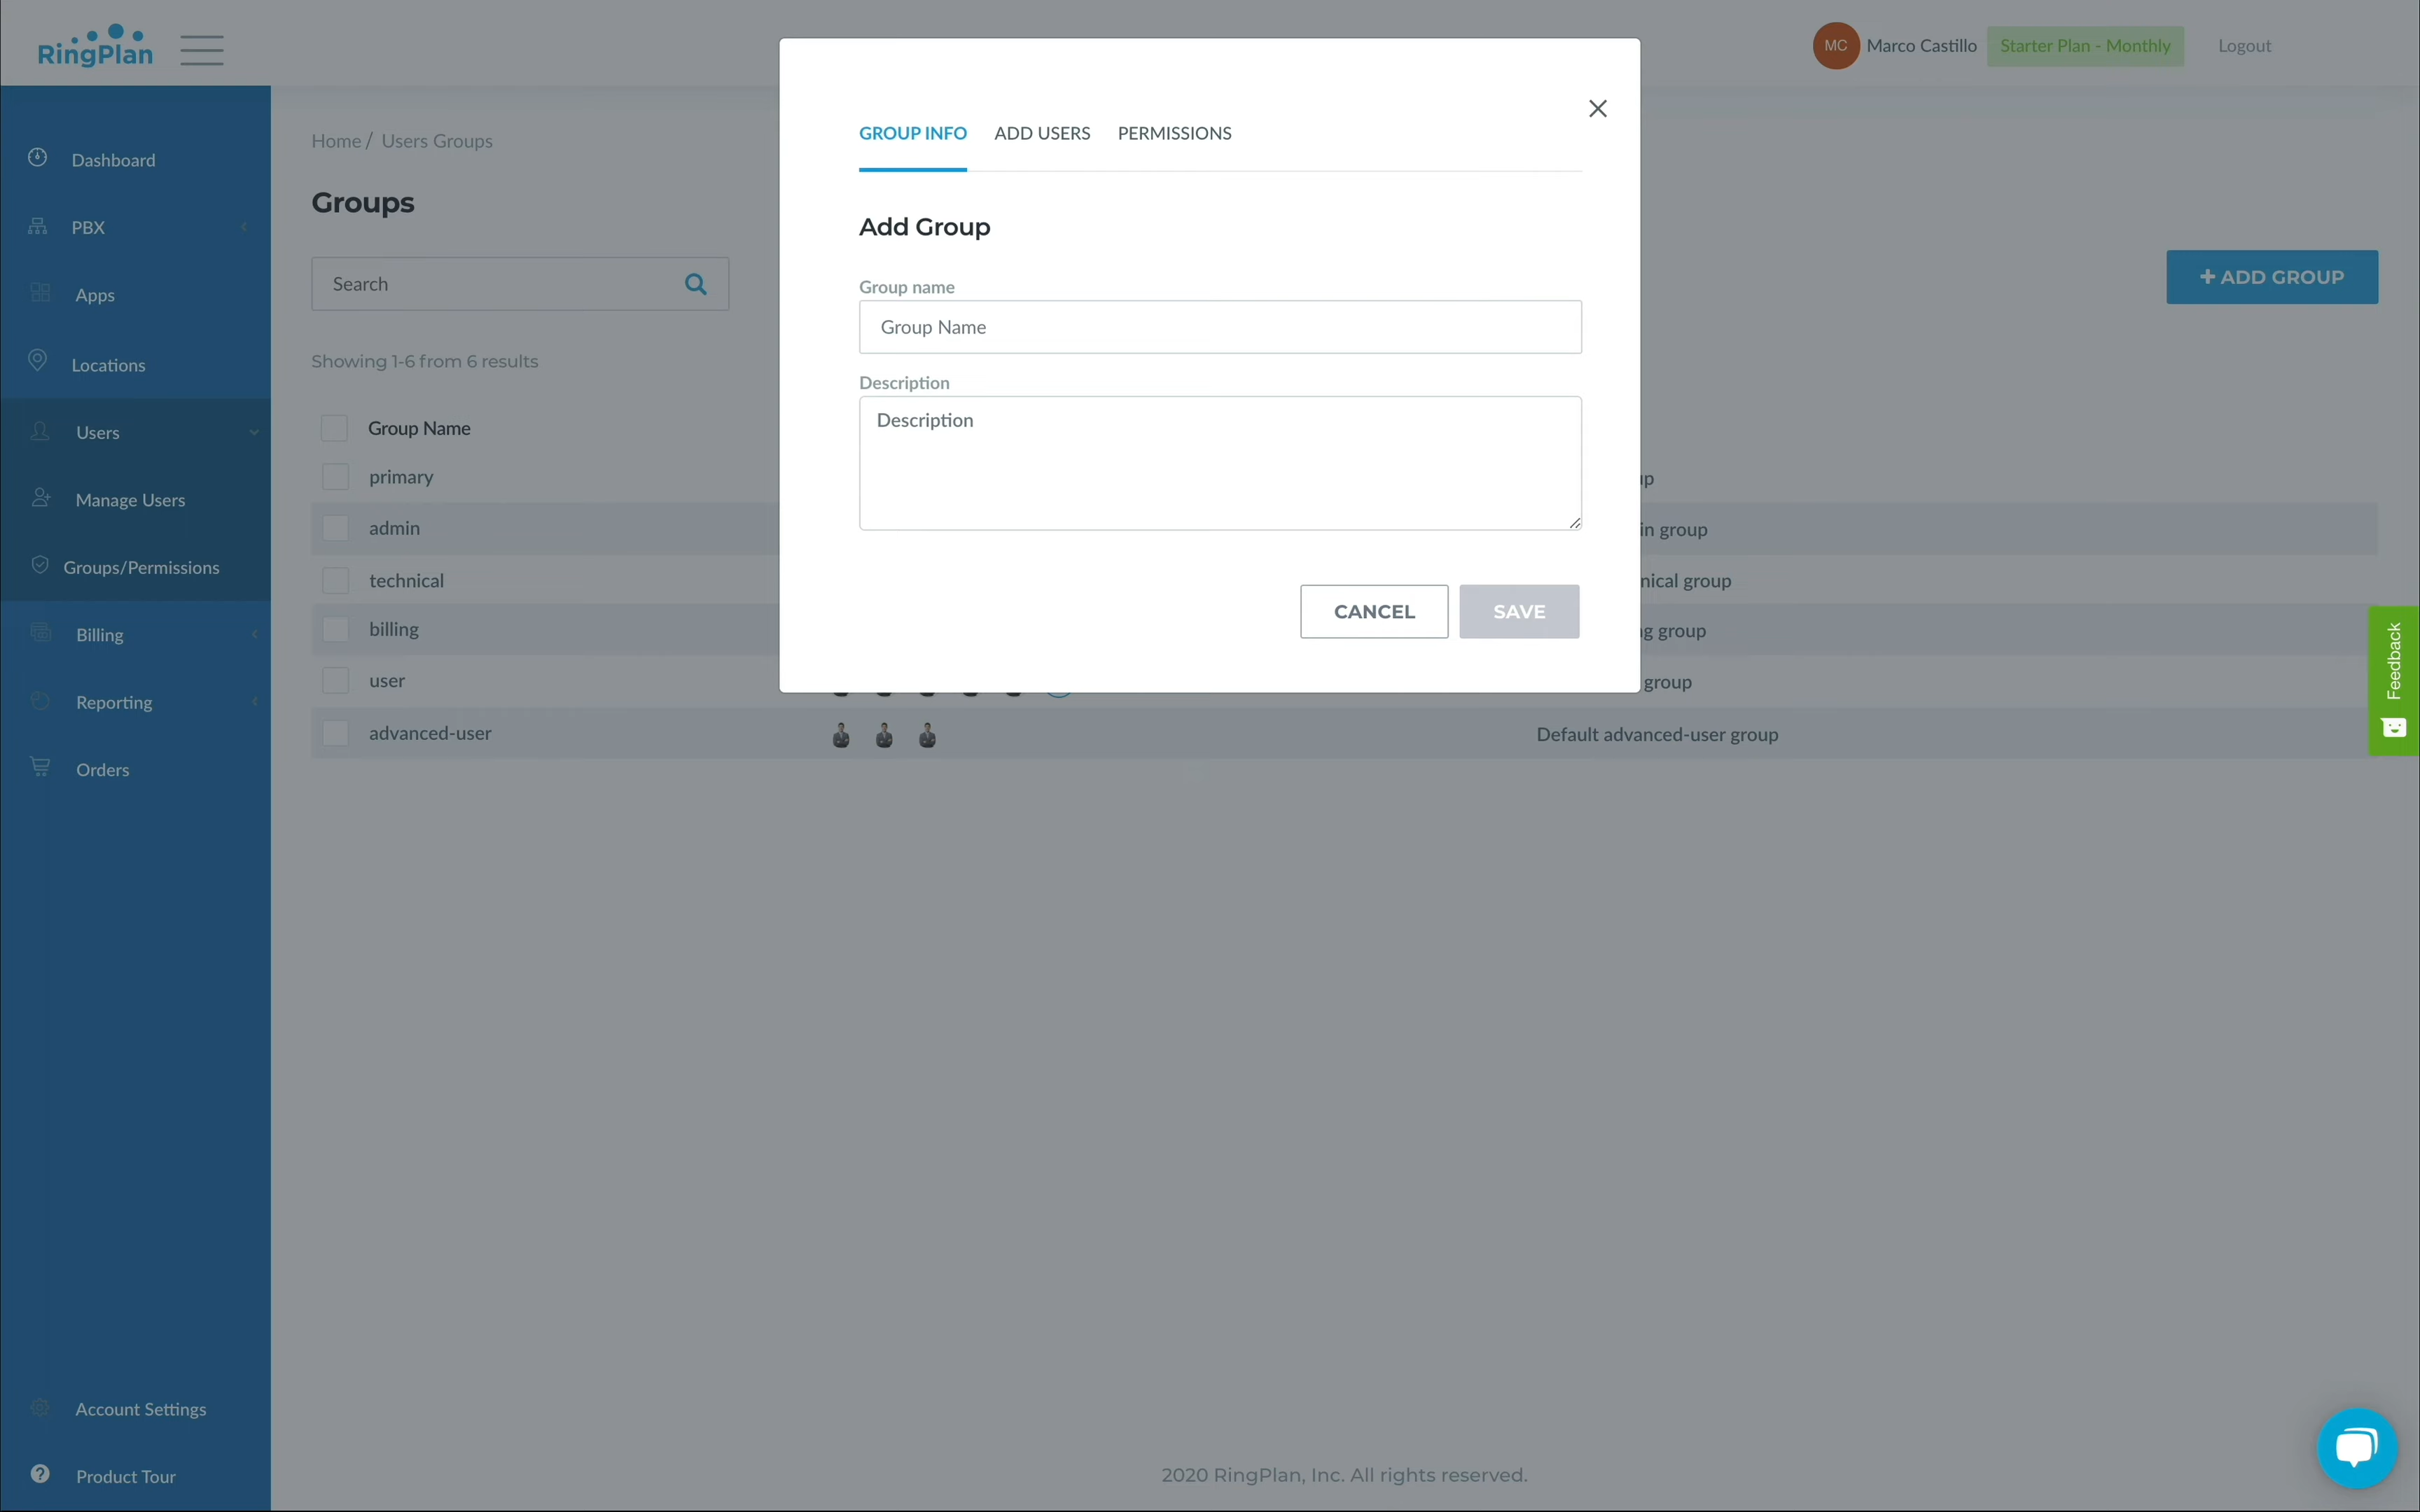 RingPlan
MC Marco Castillo Starter Plan - Monthly Logout
Dashboard
PBX
Apps
Locations
Users
Manage Users
Groups/Permissions
Billing
Reporting
Orders
Account Settings
Product Tour
Home / Users Groups
Groups
Search
+ ADD GROUP
Showing 1-6 from 6 results
Group Name
primary
admin
in group
technical
nical group
billing
group
user
group
advanced-user Default advanced-user group
GROUP INFO ADD USERS PERMISSIONS
Add Group
Group name
Group Name
Description
Description
CANCEL SAVE
Feedback
2020 RingPlan, Inc. All rights reserved.